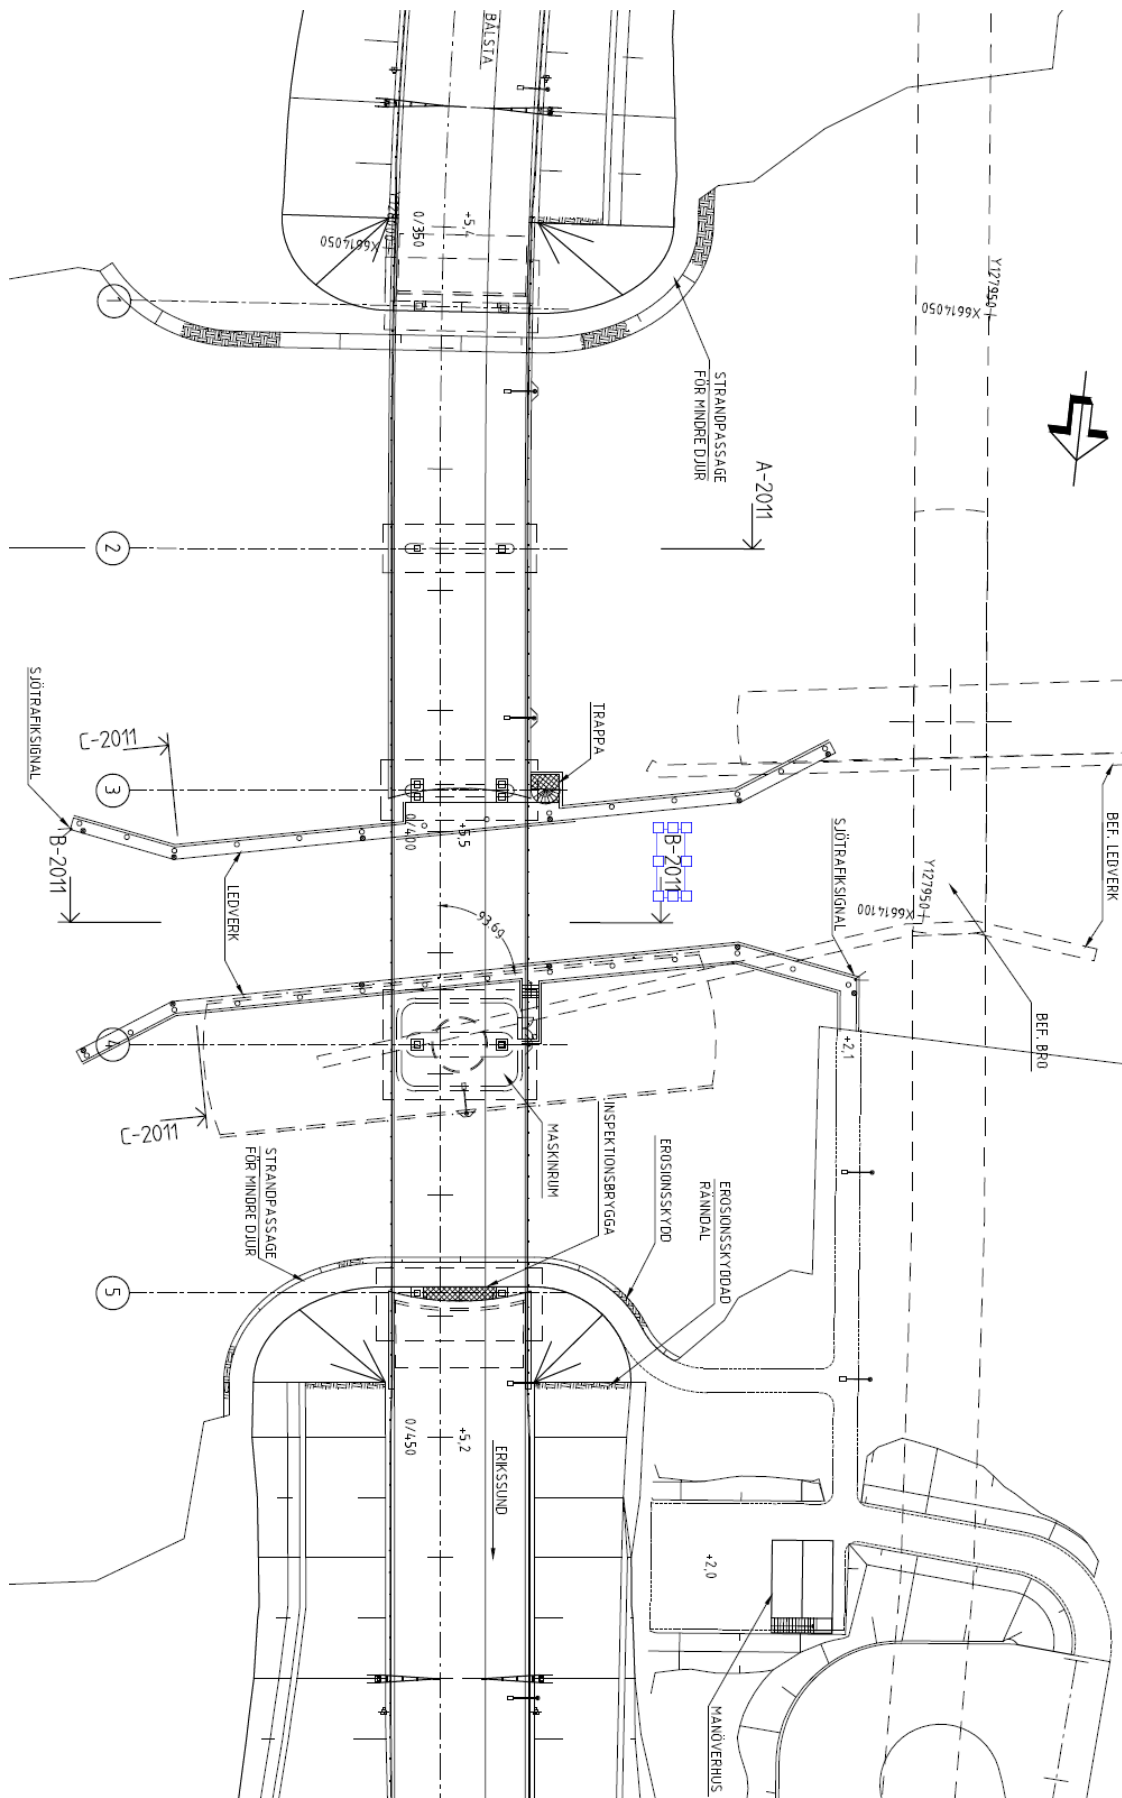 BÅLSTA
0/350
X6614050
Y127950
X6614050
1
STRANDPASSAGE
FÖR MINDRE DJUR
A-2011
2
SJÖTRAFIKSIGNAL
C-2011
TRAPPA
3
0/400
+5,5
B-2011
B-2011
LEDVERK
SJÖTRAFIKSIGNAL
BEF. LEDVERK
Y127950
X6614100
93.69
BEF. BRO
+2,1
4
C-2011
MASKINRUM
INSPEKTIONSBRYGGA
EROSIONSSKYDD
EROSIONSSKYDDAD
RÄNNDAL
STRANDPASSAGE
FÖR MINDRE DJUR
5
0/450
+5,2
ERIKSSUND
+2,0
MANÖVERHUS